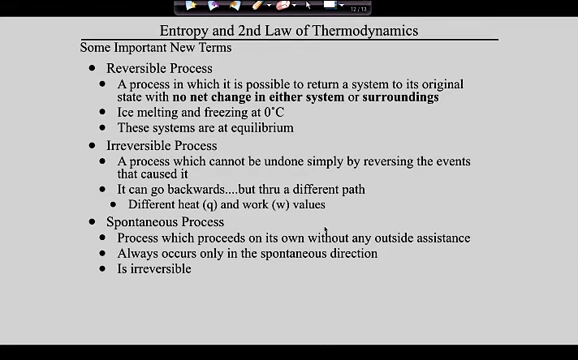 12 / 13
Entropy and 2nd Law of Thermodynamics
Some Important New Terms
• Reversible Process
• A process in which it is possible to return a system to its original
state with no net change in either system or surroundings
• Ice melting and freezing at 0˚C
• These systems are at equilibrium
• Irreversible Process
• A process which cannot be undone simply by reversing the events
that caused it
• It can go backwards....but thru a different path
• Different heat (q) and work (w) values
• Spontaneous Process
• Process which proceeds on its own without any outside assistance
• Always occurs only in the spontaneous direction
• Is irreversible